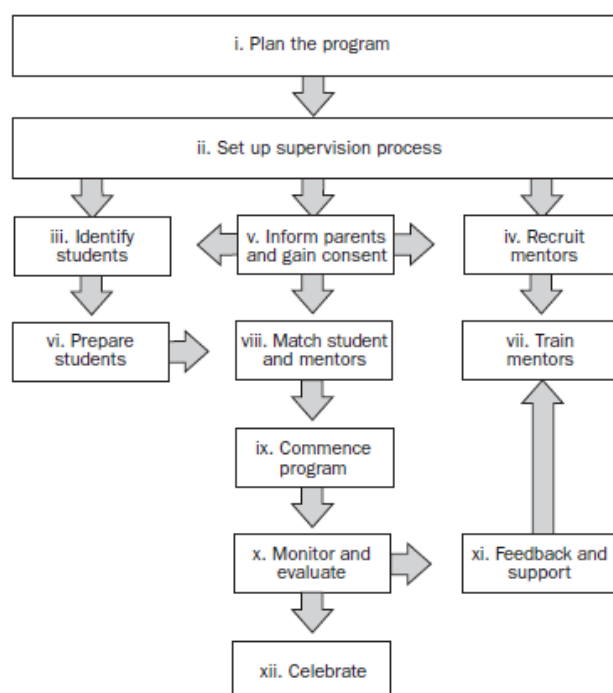 i. Plan the program
ii. Set up supervision process
iii. Identify
students
v. Inform parents
and gain consent
iv. Recruit
mentors
vi. Prepare
students
viii. Match student
and mentors
vii. Train
mentors
ix. Commence
program
x. Monitor and
evaluate
xi. Feedback and
support
xii. Celebrate